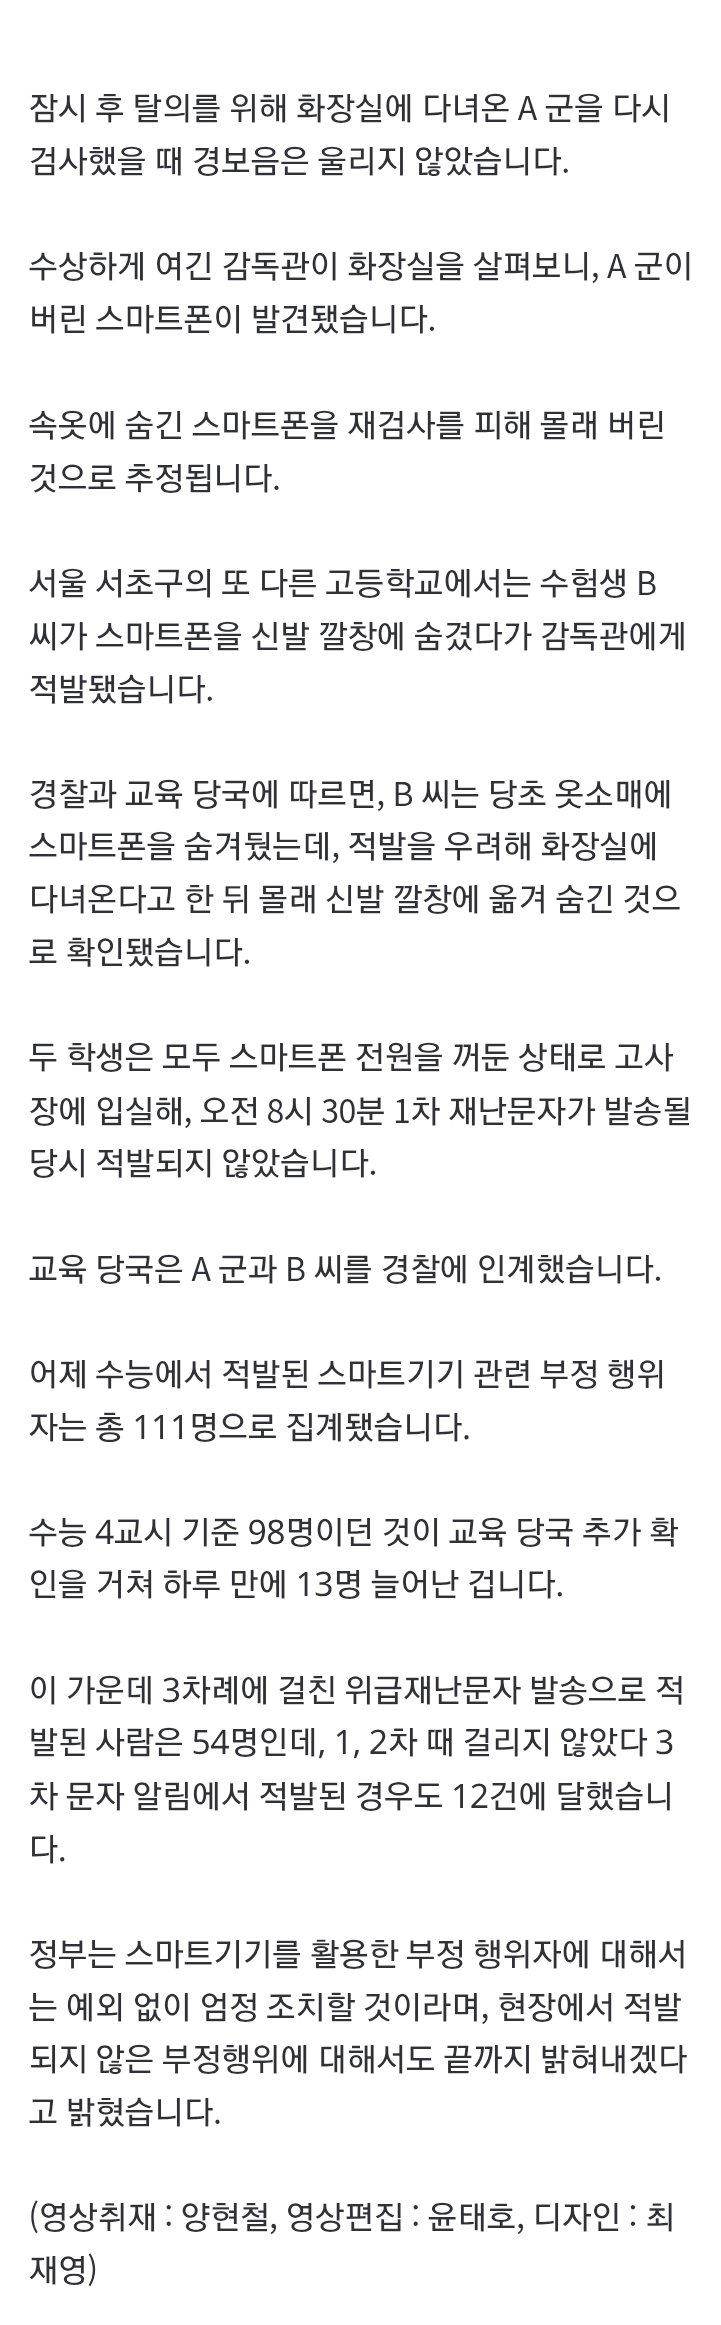 잠시 후 탈의를 위해 화장실에 다녀온 A 군을 다시
검사했을 때 경보음은 울리지 않았습니다.
수상하게 여긴 감독관이 화장실을 살펴보니, A 군이
버린 스마트폰이 발견됐습니다.
속옷에 숨긴 스마트폰을 재검사를 피해 몰래 버린
것으로 추정됩니다.
서울 서초구의 또 다른 고등학교에서는 수험생 B
씨가 스마트폰을 신발 깔창에 숨겼다가 감독관에게
적발됐습니다.
경찰과 교육 당국에 따르면, B 씨는 당초 옷소매에
스마트폰을 숨겨뒀는데, 적발을 우려해 화장실에
다녀온다고 한 뒤 몰래 신발 깔창에 옮겨 숨긴 것으
로 확인됐습니다.
두 학생은 모두 스마트폰 전원을 꺼둔 상태로 고사
장에 입실해, 오전 8시 30분 1차 재난문자가 발송될
당시 적발되지 않았습니다.
교육 당국은 A 군과 B 씨를 경찰에 인계했습니다.
어제 수능에서 적발된 스마트기기 관련 부정 행위
자는 총 111명으로 집계됐습니다.
수능 4교시 기준 98명이던 것이 교육 당국 추가 확
인을 거쳐 하루 만에 13명 늘어난 겁니다.
이 가운데 3차례에 걸친 위급재난문자 발송으로 적
발된 사람은 54명인데, 1, 2차 때 걸리지 않았다 3
차 문자 알림에서 적발된 경우도 12건에 달했습니
다.
정부는 스마트기기를 활용한 부정 행위자에 대해서
는 예외 없이 엄정 조치할 것이라며, 현장에서 적발
되지 않은 부정행위에 대해서도 끝까지 밝혀내겠다
고 밝혔습니다.
(영상취재 : 양현철, 영상편집 : 윤태호, 디자인 : 최
재영)